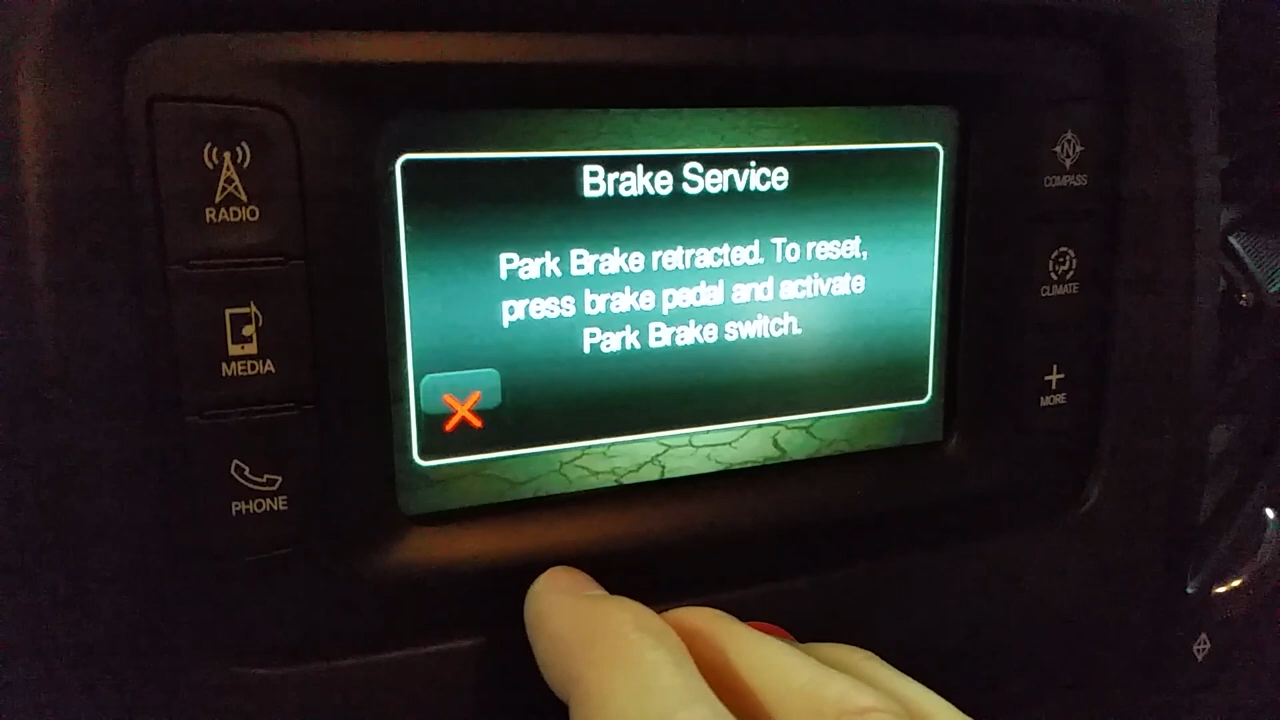 Brake Service
Park Brake retracted. To reset,
press brake pedal and activate
Park Brake switch.
RADIO
MEDIA
PHONE
N
COMPASS
CLIMATE
MORE